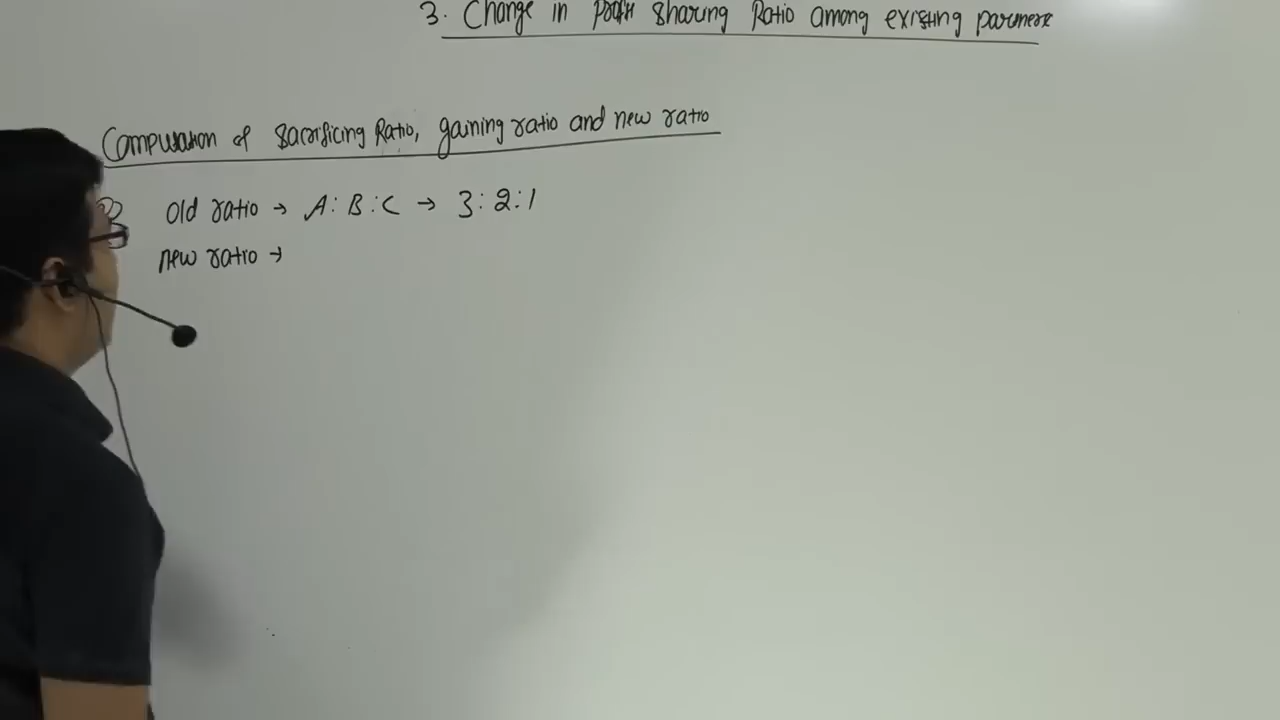 3. Change in Profit Sharing Ratio among existing partners
Computation of Sacrificing Ratio, gaining ratio and new ratio
Old ratio → A : B : C → 3 : 2 : 1
new ratio →